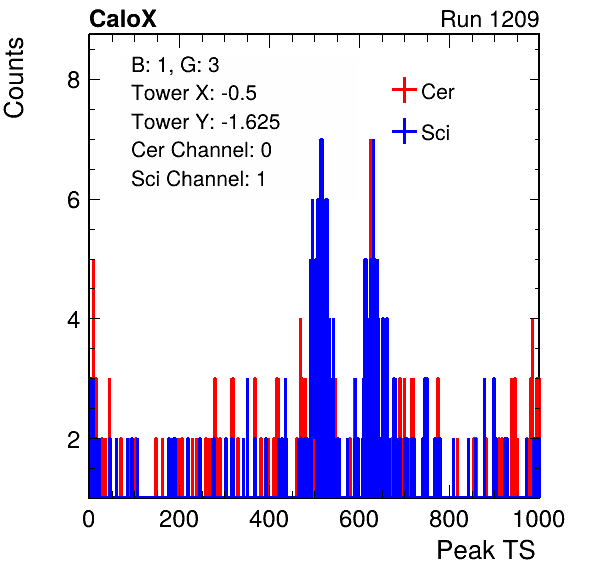 CaloX Run 1209
Counts
B: 1, G: 3
Tower X: -0.5
Tower Y: -1.625
Cer Channel: 0
Sci Channel: 1
Cer
Sci
8
6
4
2
0 200 400 600 800 1000
Peak TS